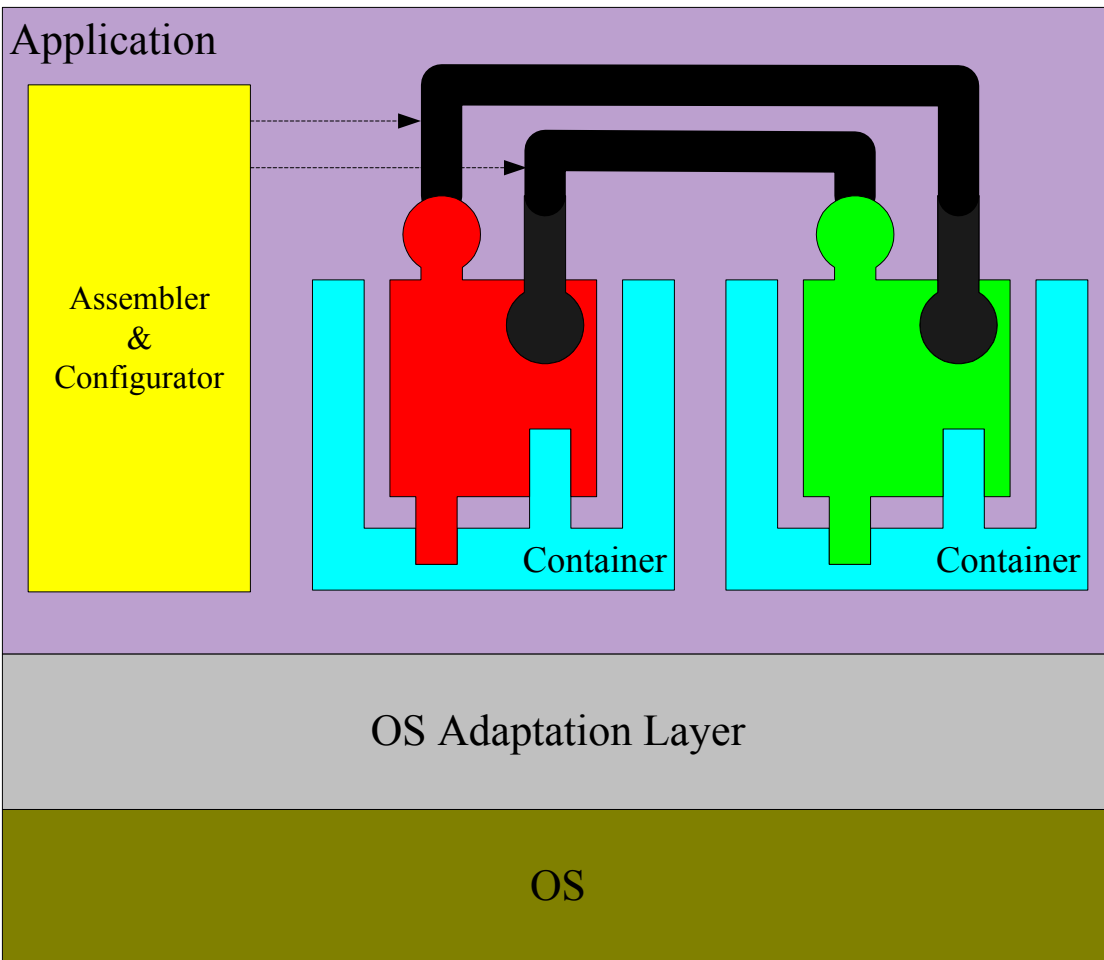 Application
Assembler
&
Configurator
Container
Container
OS Adaptation Layer
OS